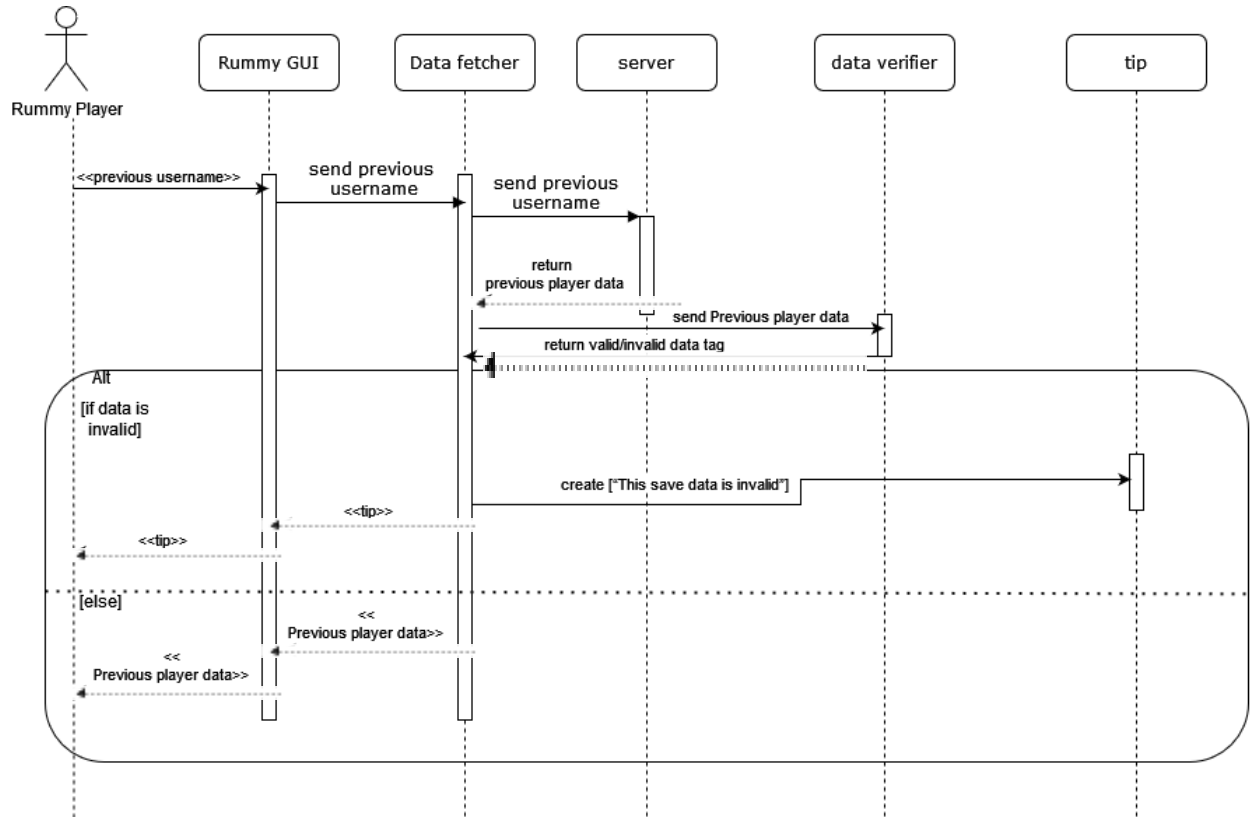 Rummy GUI
Data fetcher
server
data verifier
tip
Rummy Player
<<previous username>>
send previous
username
send previous
username
return
previous player data
send Previous player data
return valid/invalid data tag
Alt
[if data is
invalid]
create [“This save data is invalid”]
<<tip>>
<<tip>>
[else]
<<
Previous player data>>
<<
Previous player data>>